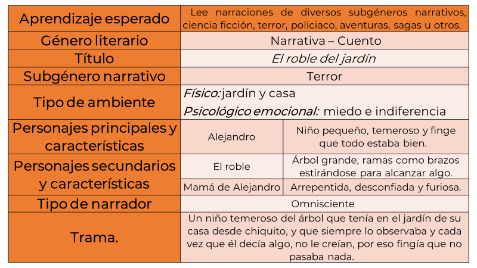 Aprendizaje esperado
Lee narraciones de diversos subgéneros narrativos,
ciencia ficción, terror, policiaco, aventuras, sagas u otros.
Género literario
Narrativa – Cuento
Título
El roble del jardín
Subgénero narrativo
Terror
Tipo de ambiente
Físico: jardín y casa
Psicológico emocional: miedo e indiferencia
Personajes principales y
características
Alejandro
Niño pequeño, temeroso y finge
que todo estaba bien.
Personajes secundarios
y características
El roble
Árbol grande, ramas como brazos
estirándose para alcanzar algo.
Mamá de Alejandro
Arrepentida, desconfiada y furiosa.
Tipo de narrador
Omnisciente
Trama.
Un niño temeroso del árbol que tenía en el jardín de su
casa desde chiquito, y que siempre lo observaba y cada
vez que él decía algo, no le creían, por eso fingía que no
pasaba nada.